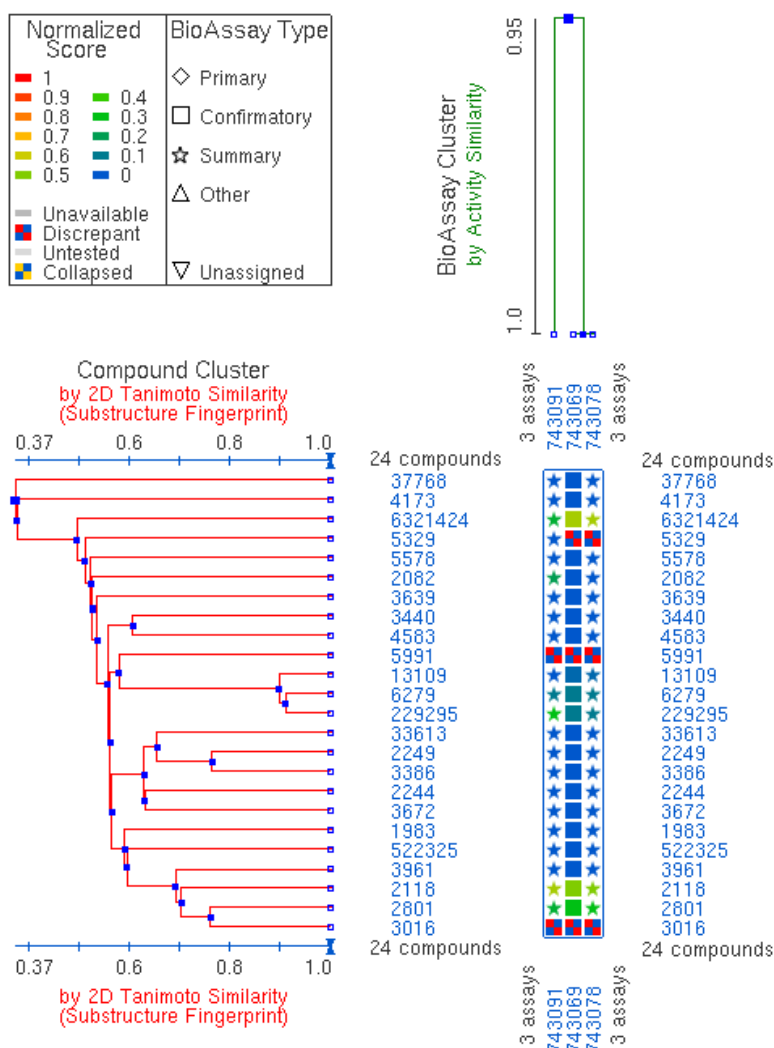 Normalized Score
BioAssay Type
1
0.9
0.8
0.7
0.6
0.5
0.4
0.3
0.2
0.1
0
Unavailable
Discrepant
Untested
Collapsed
Primary
Confirmatory
Summary
Other
Unassigned
BioAssay Cluster
by Activity Similarity
0.95
1.0
Compound Cluster
by 2D Tanimoto Similarity
(Substructure Fingerprint)
0.37 0.6 0.8 1.0
3 assays
743091
743069
743078
3 assays
24 compounds 24 compounds
37768 37768
4173 4173
6321424 6321424
5329 5329
5578 5578
2082 2082
3639 3639
3440 3440
4583 4583
5991 5991
13109 13109
6279 6279
229295 229295
33613 33613
2249 2249
3386 3386
2244 2244
3672 3672
1983 1983
522325 522325
3961 3961
2118 2118
2801 2801
3016 3016
24 compounds 24 compounds
0.37 0.6 0.8 1.0
by 2D Tanimoto Similarity
(Substructure Fingerprint)
3 assays
743091
743069
743078
3 assays